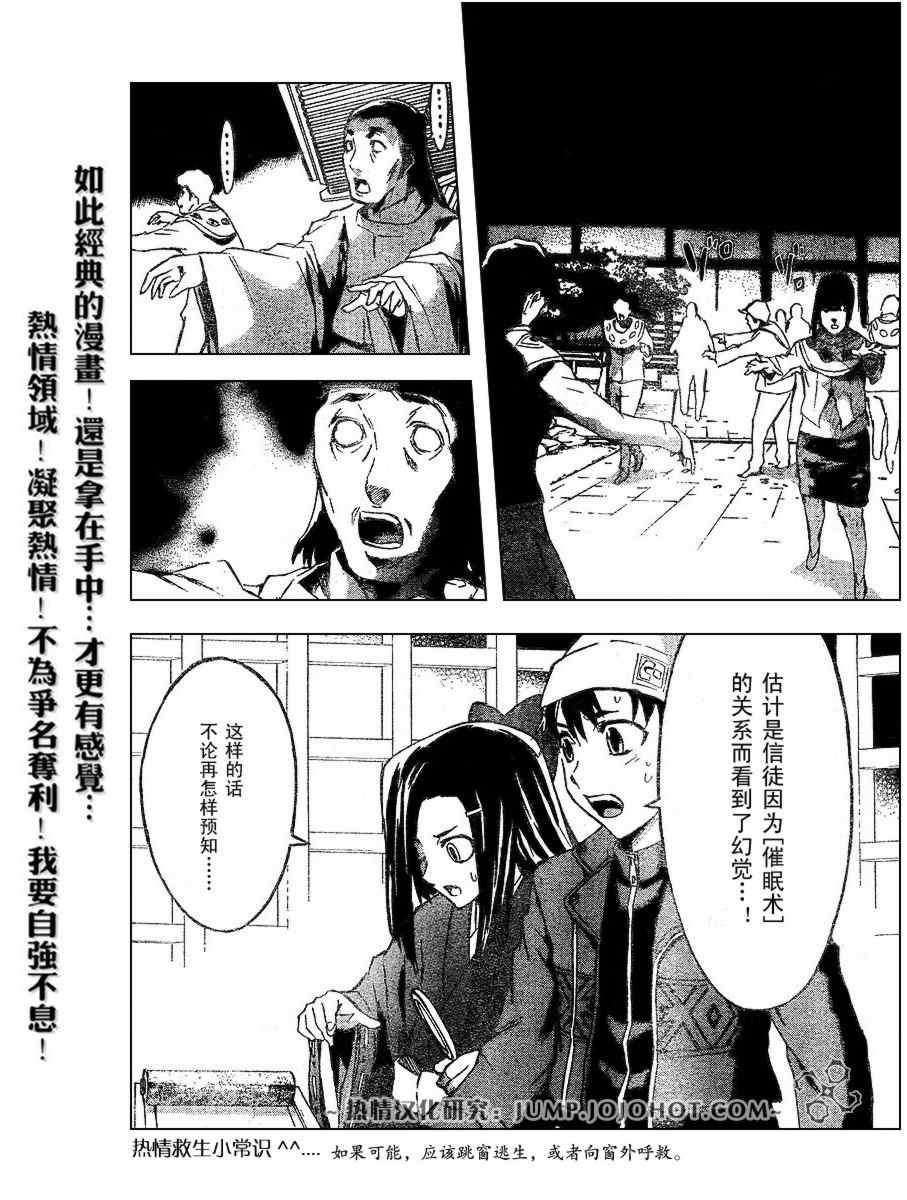 如此經典的漫畫！還是拿在手中…才更有感覺…
熱情領域！凝聚熱情！不為爭名奪利！我要自強不息！
……
……
ゾロ
ゾロ
估计是信徒因为[催眠术]
的关系而看到了幻觉…！
这样的话
不论再怎样预知……
~热情汉化研究：JUMP.JOJOHOT.COM~
热情救生小常识 ^^....
如果可能，应该跳窗逃生，或者向窗外呼救。